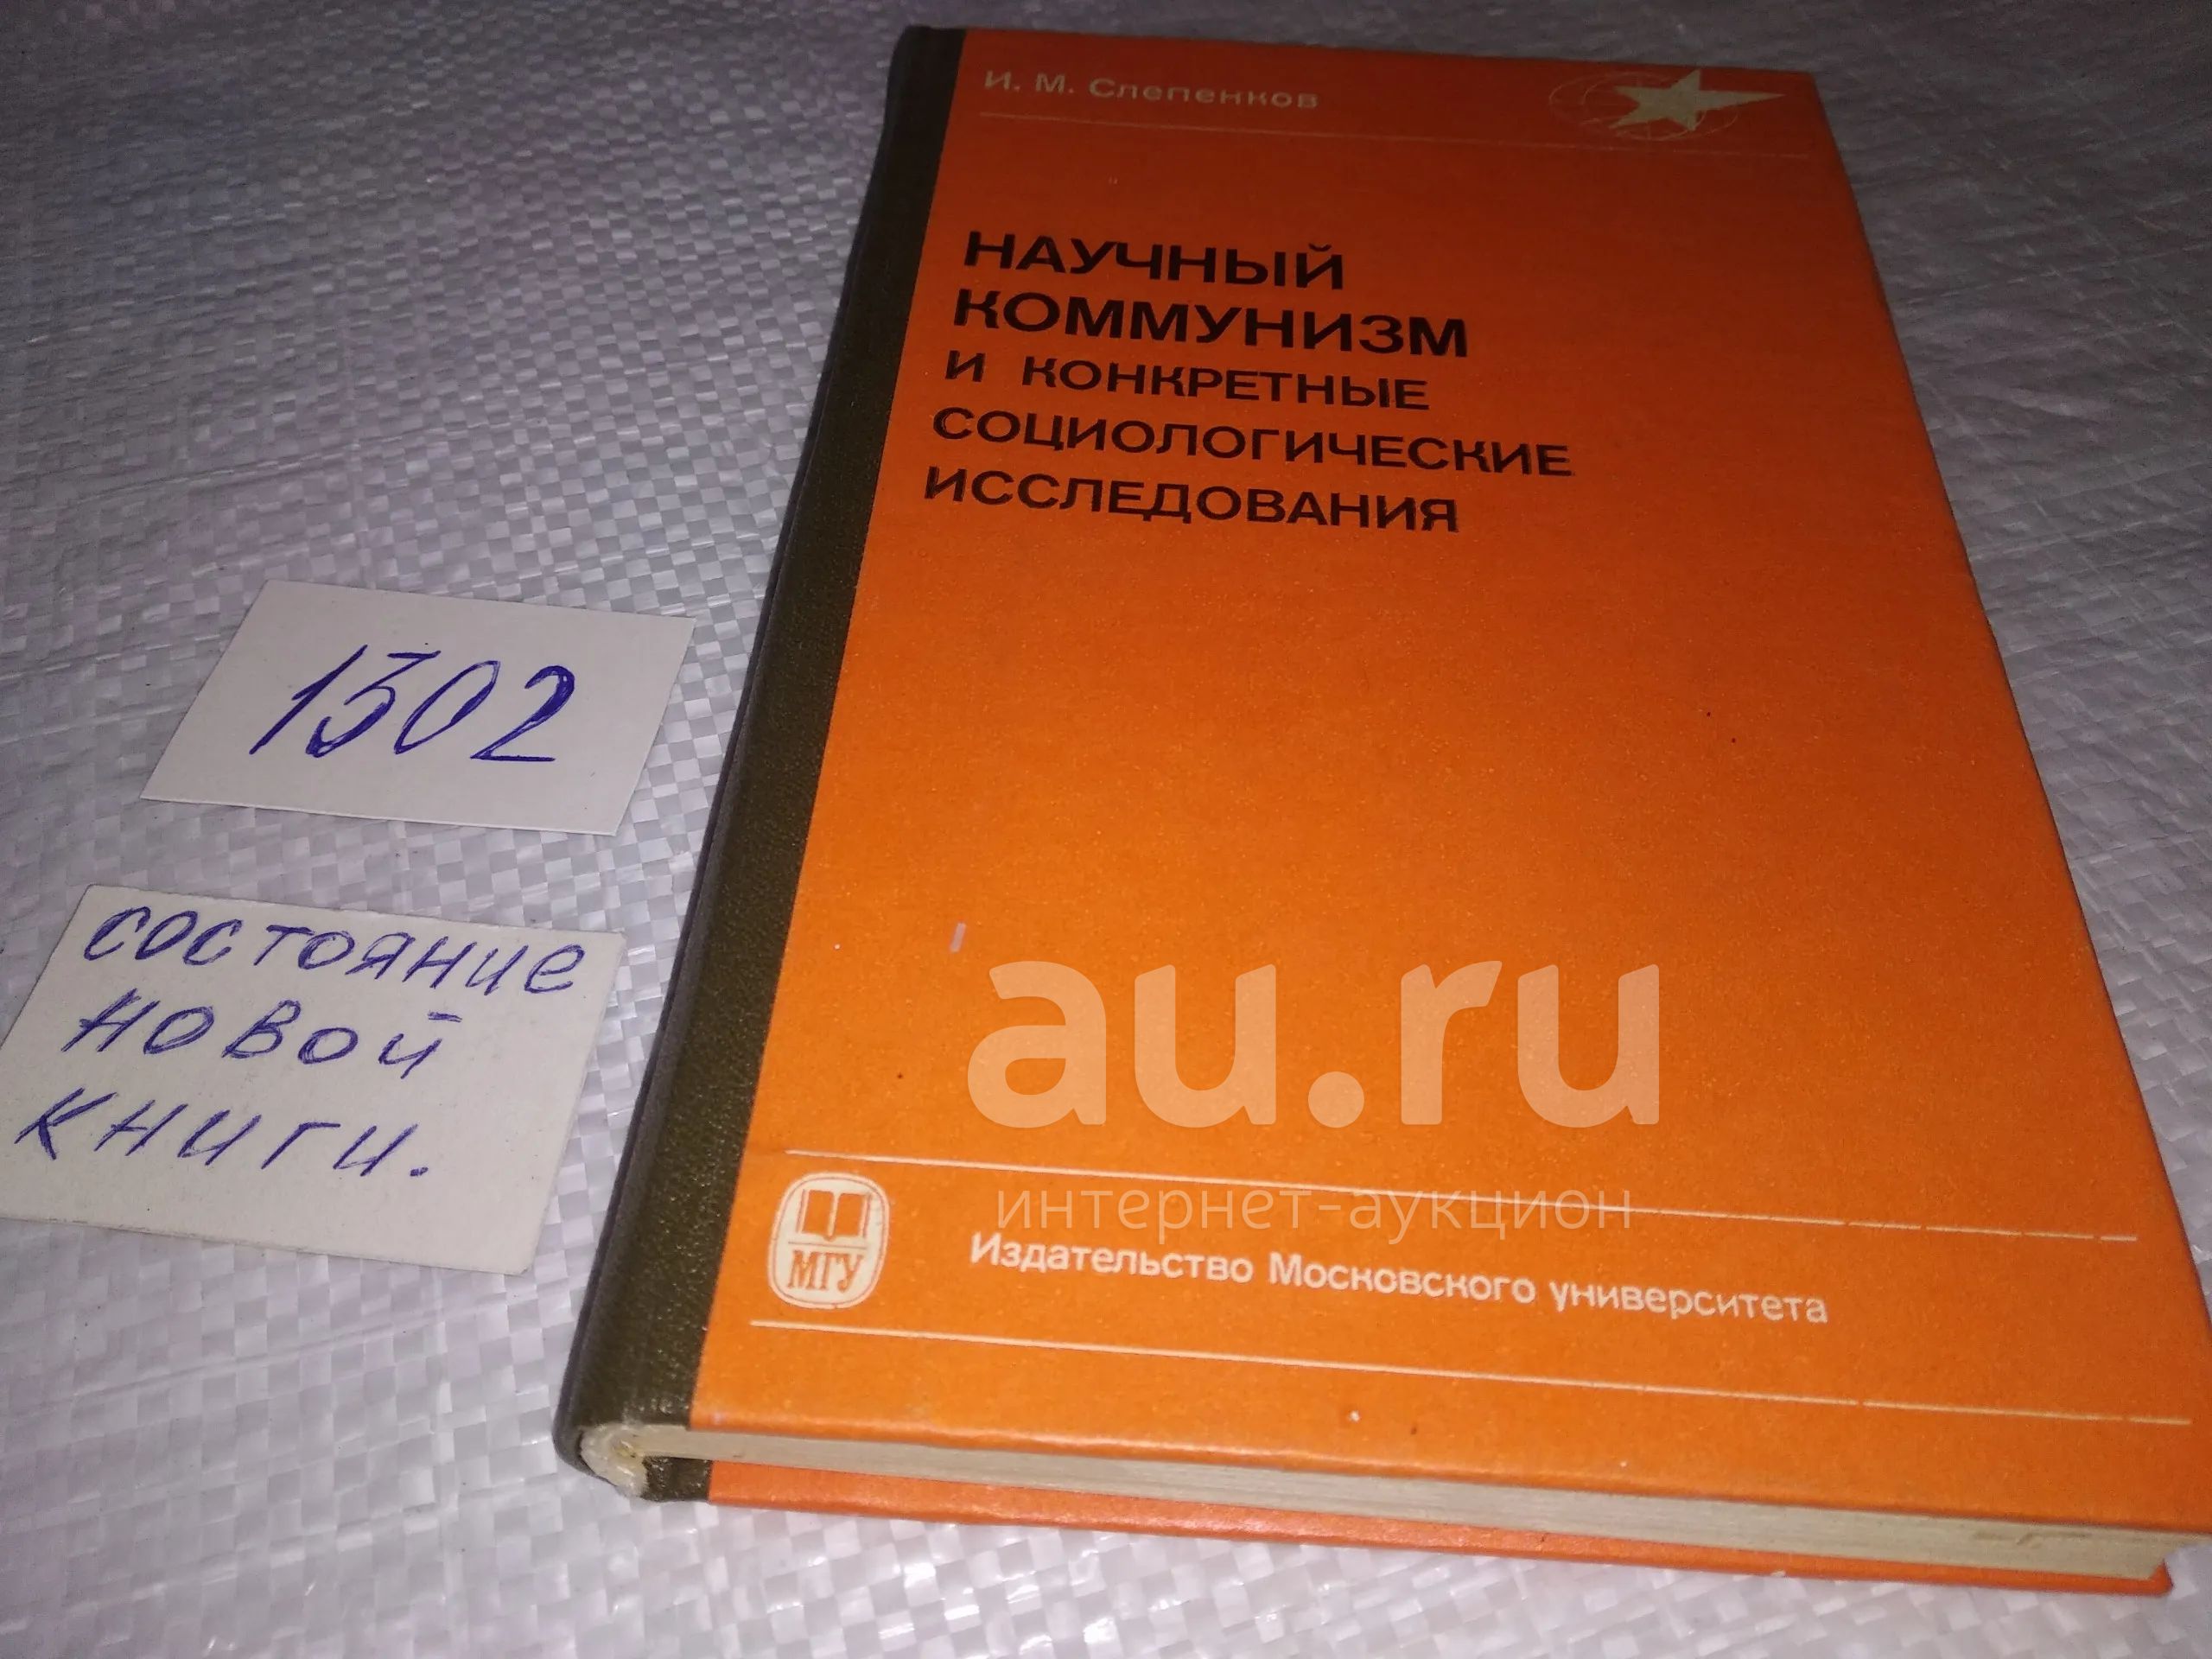 И. М. Слепенков
НАУЧНЫЙ
КОММУНИЗМ
И КОНКРЕТНЫЕ
СОЦИОЛОГИЧЕСКИЕ
ИССЛЕДОВАНИЯ
1302
состояние
новой
книги.
au.ru
интернет-аукцион
МГУ
Издательство Московского университета